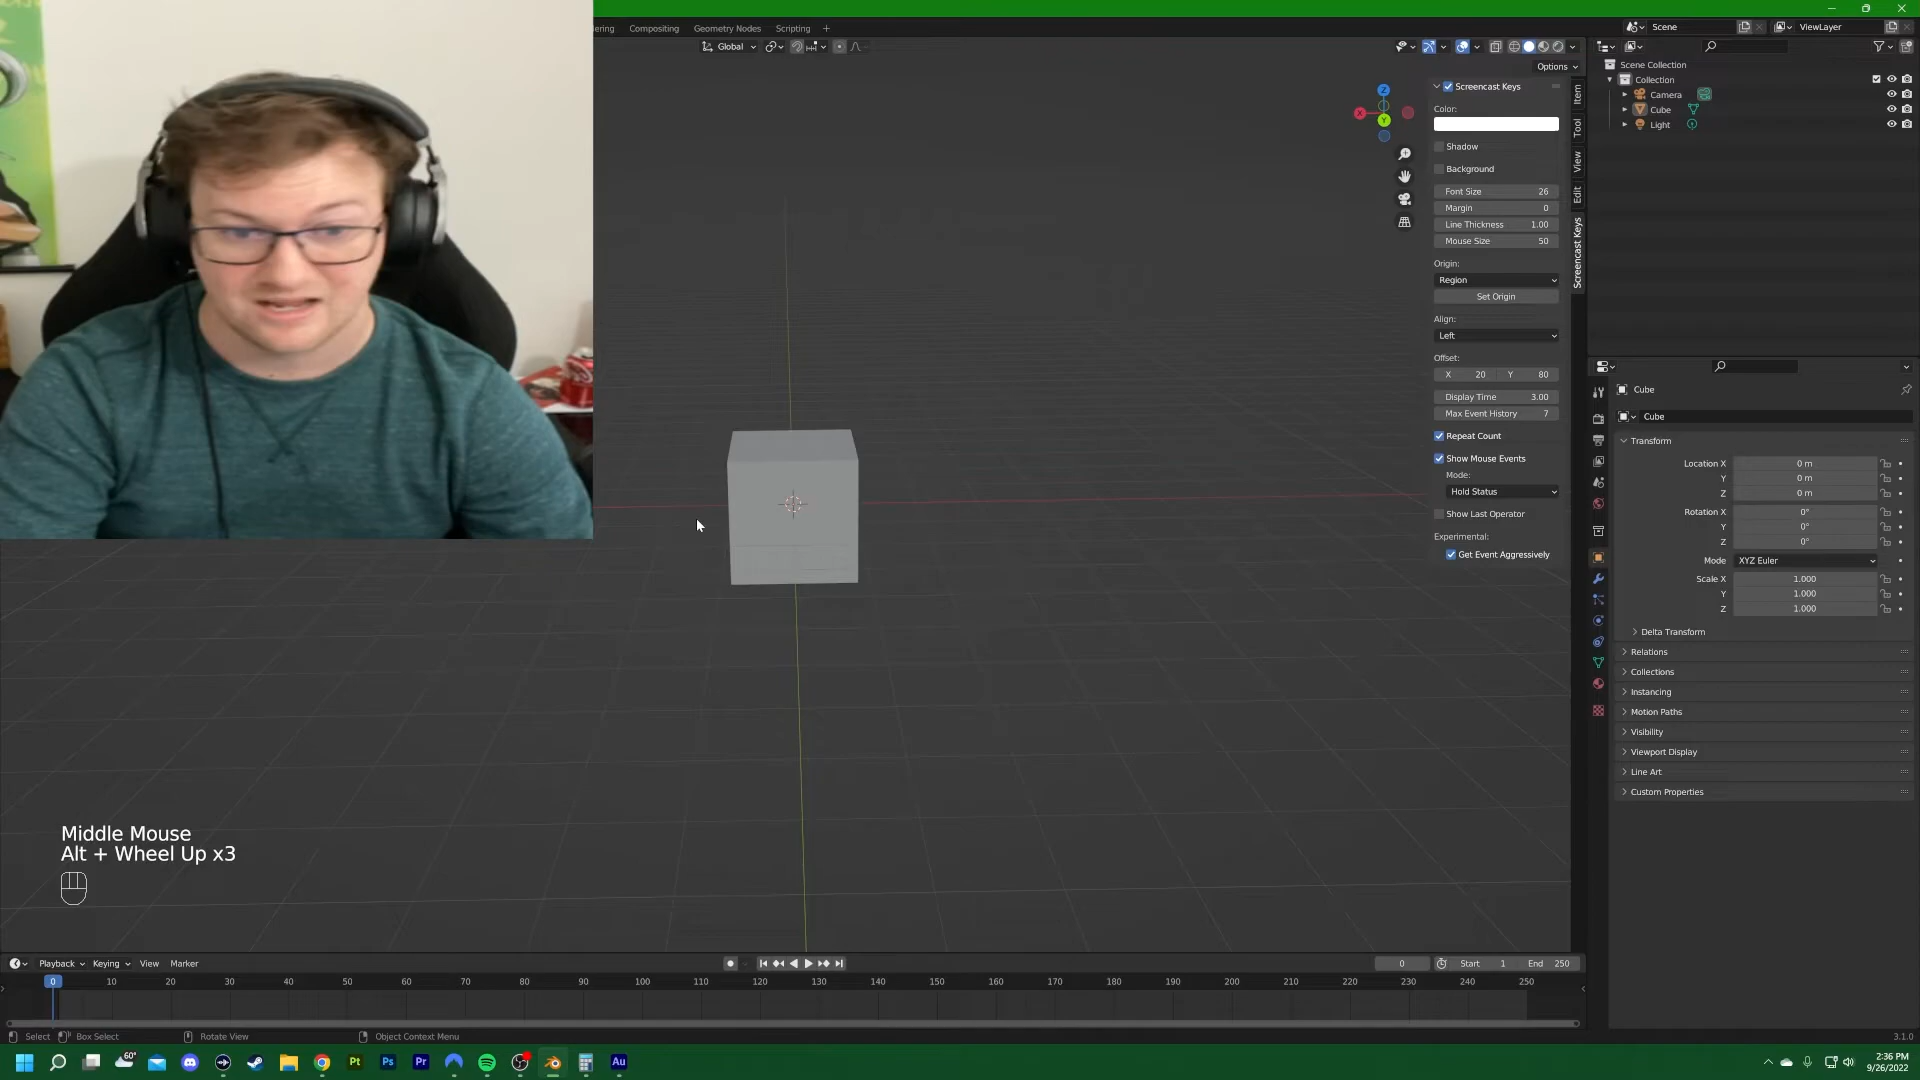 ering Compositing Geometry Nodes Scripting +
Scene ViewLayer
Global
Options
Scene Collection
Collection
Camera
Cube
Light
Screencast Keys
Color:
Shadow
Background
Font Size 26
Margin 0
Line Thickness 1.00
Mouse Size 50
Origin:
Region
Set Origin
Align:
Left
Offset:
X 20 Y 80
Display Time 3.00
Max Event History 7
Repeat Count
Show Mouse Events
Mode:
Hold Status
Show Last Operator
Experimental:
Get Event Aggressively
Item
Tool
View
Edit
Screencast Keys
X
Y
Z
Cube
Cube
Transform
Location X 0 m
Y 0 m
Z 0 m
Rotation X 0°
Y 0°
Z 0°
Mode XYZ Euler
Scale X 1.000
Y 1.000
Z 1.000
Delta Transform
Relations
Collections
Instancing
Motion Paths
Visibility
Viewport Display
Line Art
Custom Properties
Middle Mouse
Alt + Wheel Up x3
Playback Keying View Marker
0 Start 1 End 250
0 10 20 30 40 50 60 70 80 90 100 110 120 130 140 150 160 170 180 190 200 210 220 230 240 250
Select Box Select Rotate View Object Context Menu 3.1.0
60° Pt Ps Pr Au
2:36 PM
9/26/2022